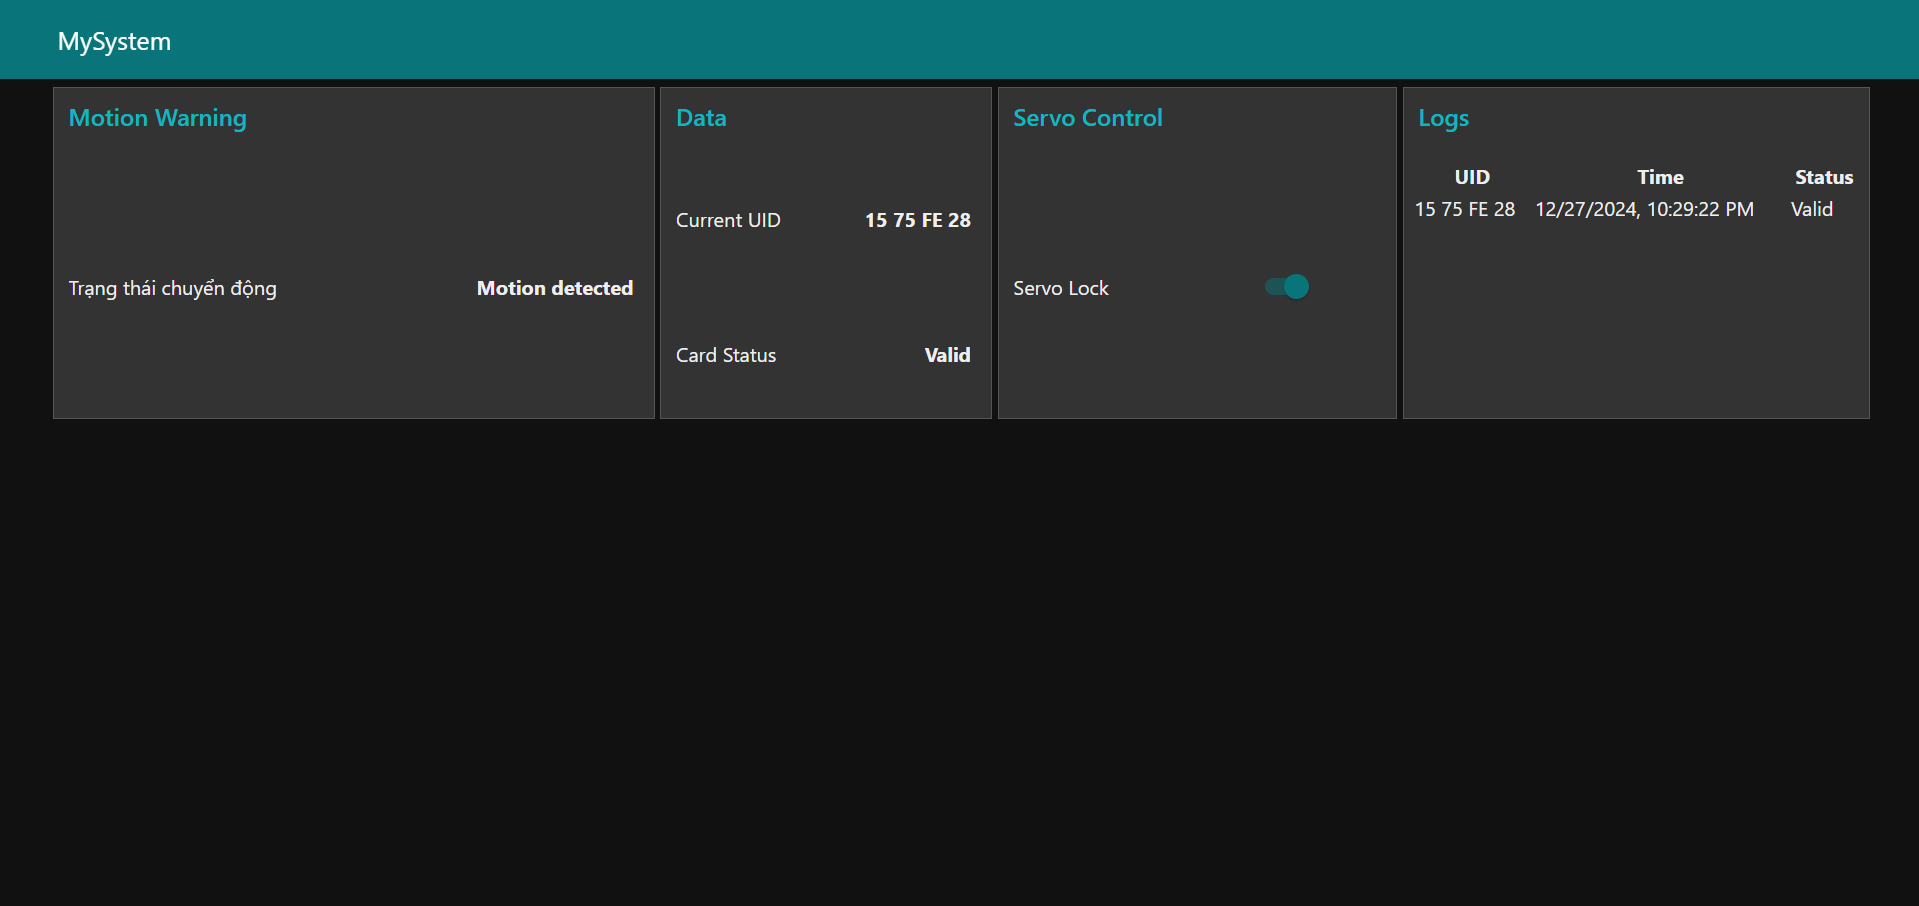 MySystem
Motion Warning
Trạng thái chuyển động Motion detected
Data
Current UID 15 75 FE 28
Card Status Valid
Servo Control
Servo Lock
Logs
UID Time Status
15 75 FE 28 12/27/2024, 10:29:22 PM Valid